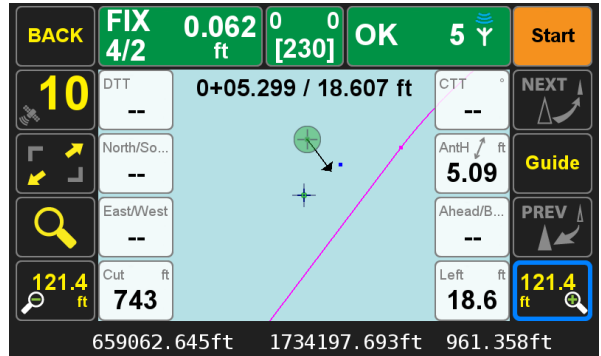 BACK
FIX 0.062
4/2 ft
0 0
[230]
OK 5
Start
10
DTT
--
0+05.299 / 18.607 ft
CTT °
--
NEXT
North/So...
--
AntH ft
5.09
Guide
East/West
--
Ahead/B...
--
PREV
121.4
ft
Cut ft
743
Left ft
18.6
121.4
ft
659062.645ft 1734197.693ft 961.358ft